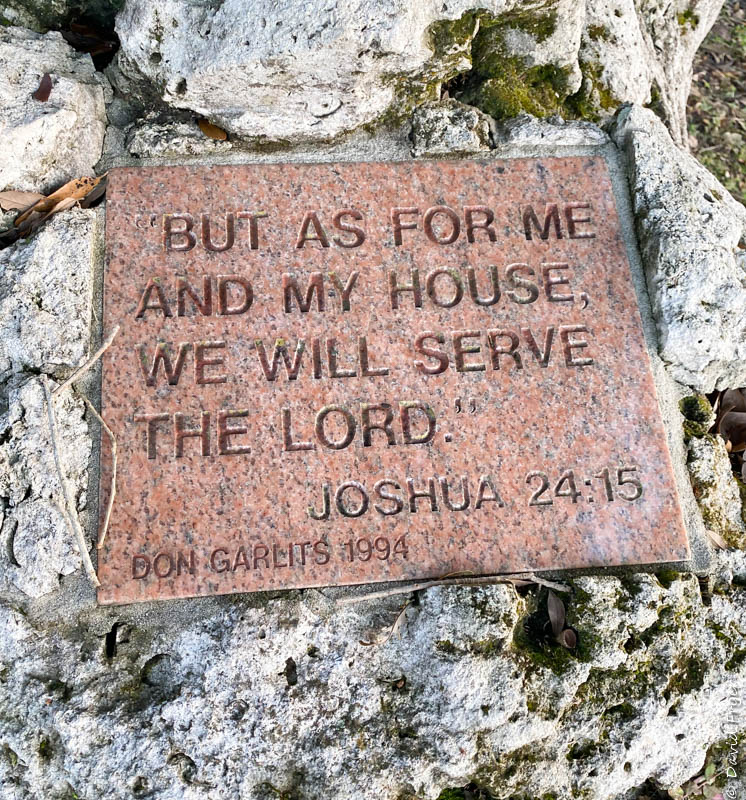 “BUT AS FOR ME
AND MY HOUSE,
WE WILL SERVE
THE LORD.”
JOSHUA 24:15
DON GARLITS 1994